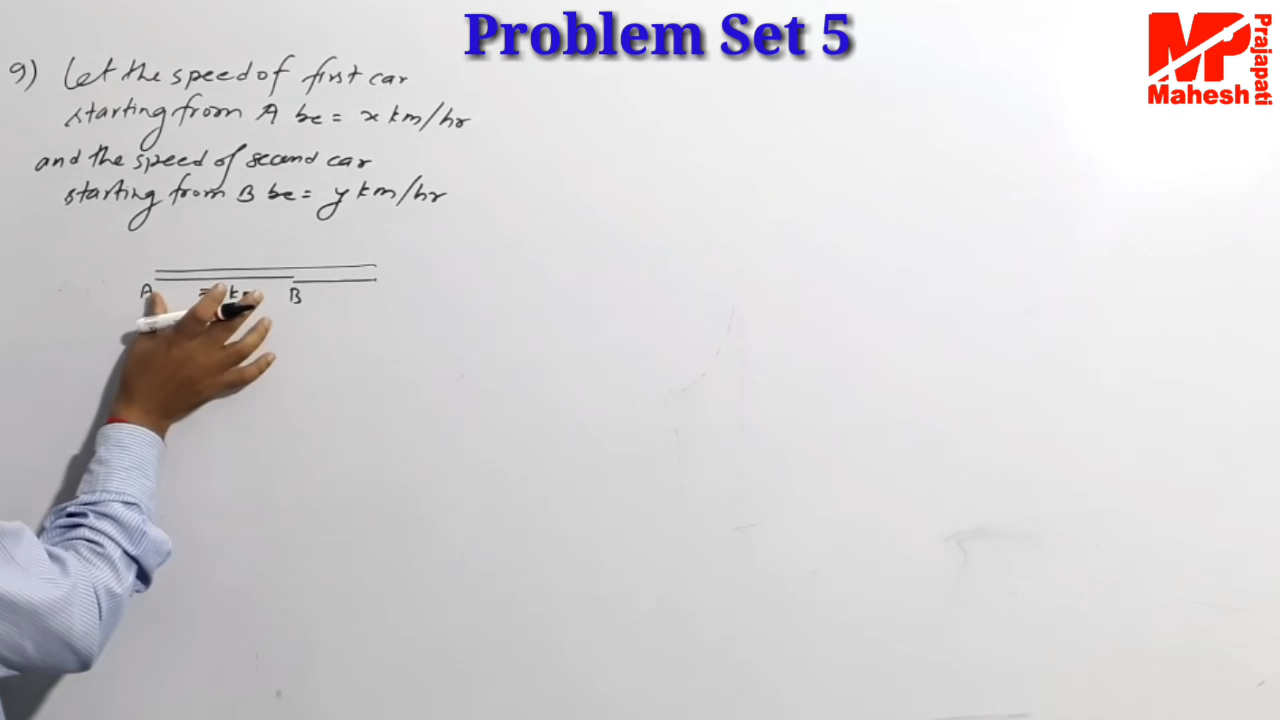 Problem Set 5
MP
Mahesh
Prajapati
9) Let the speed of first car
starting from A be = x km/hr
and the speed of second car
starting from B be = y km/hr
A B